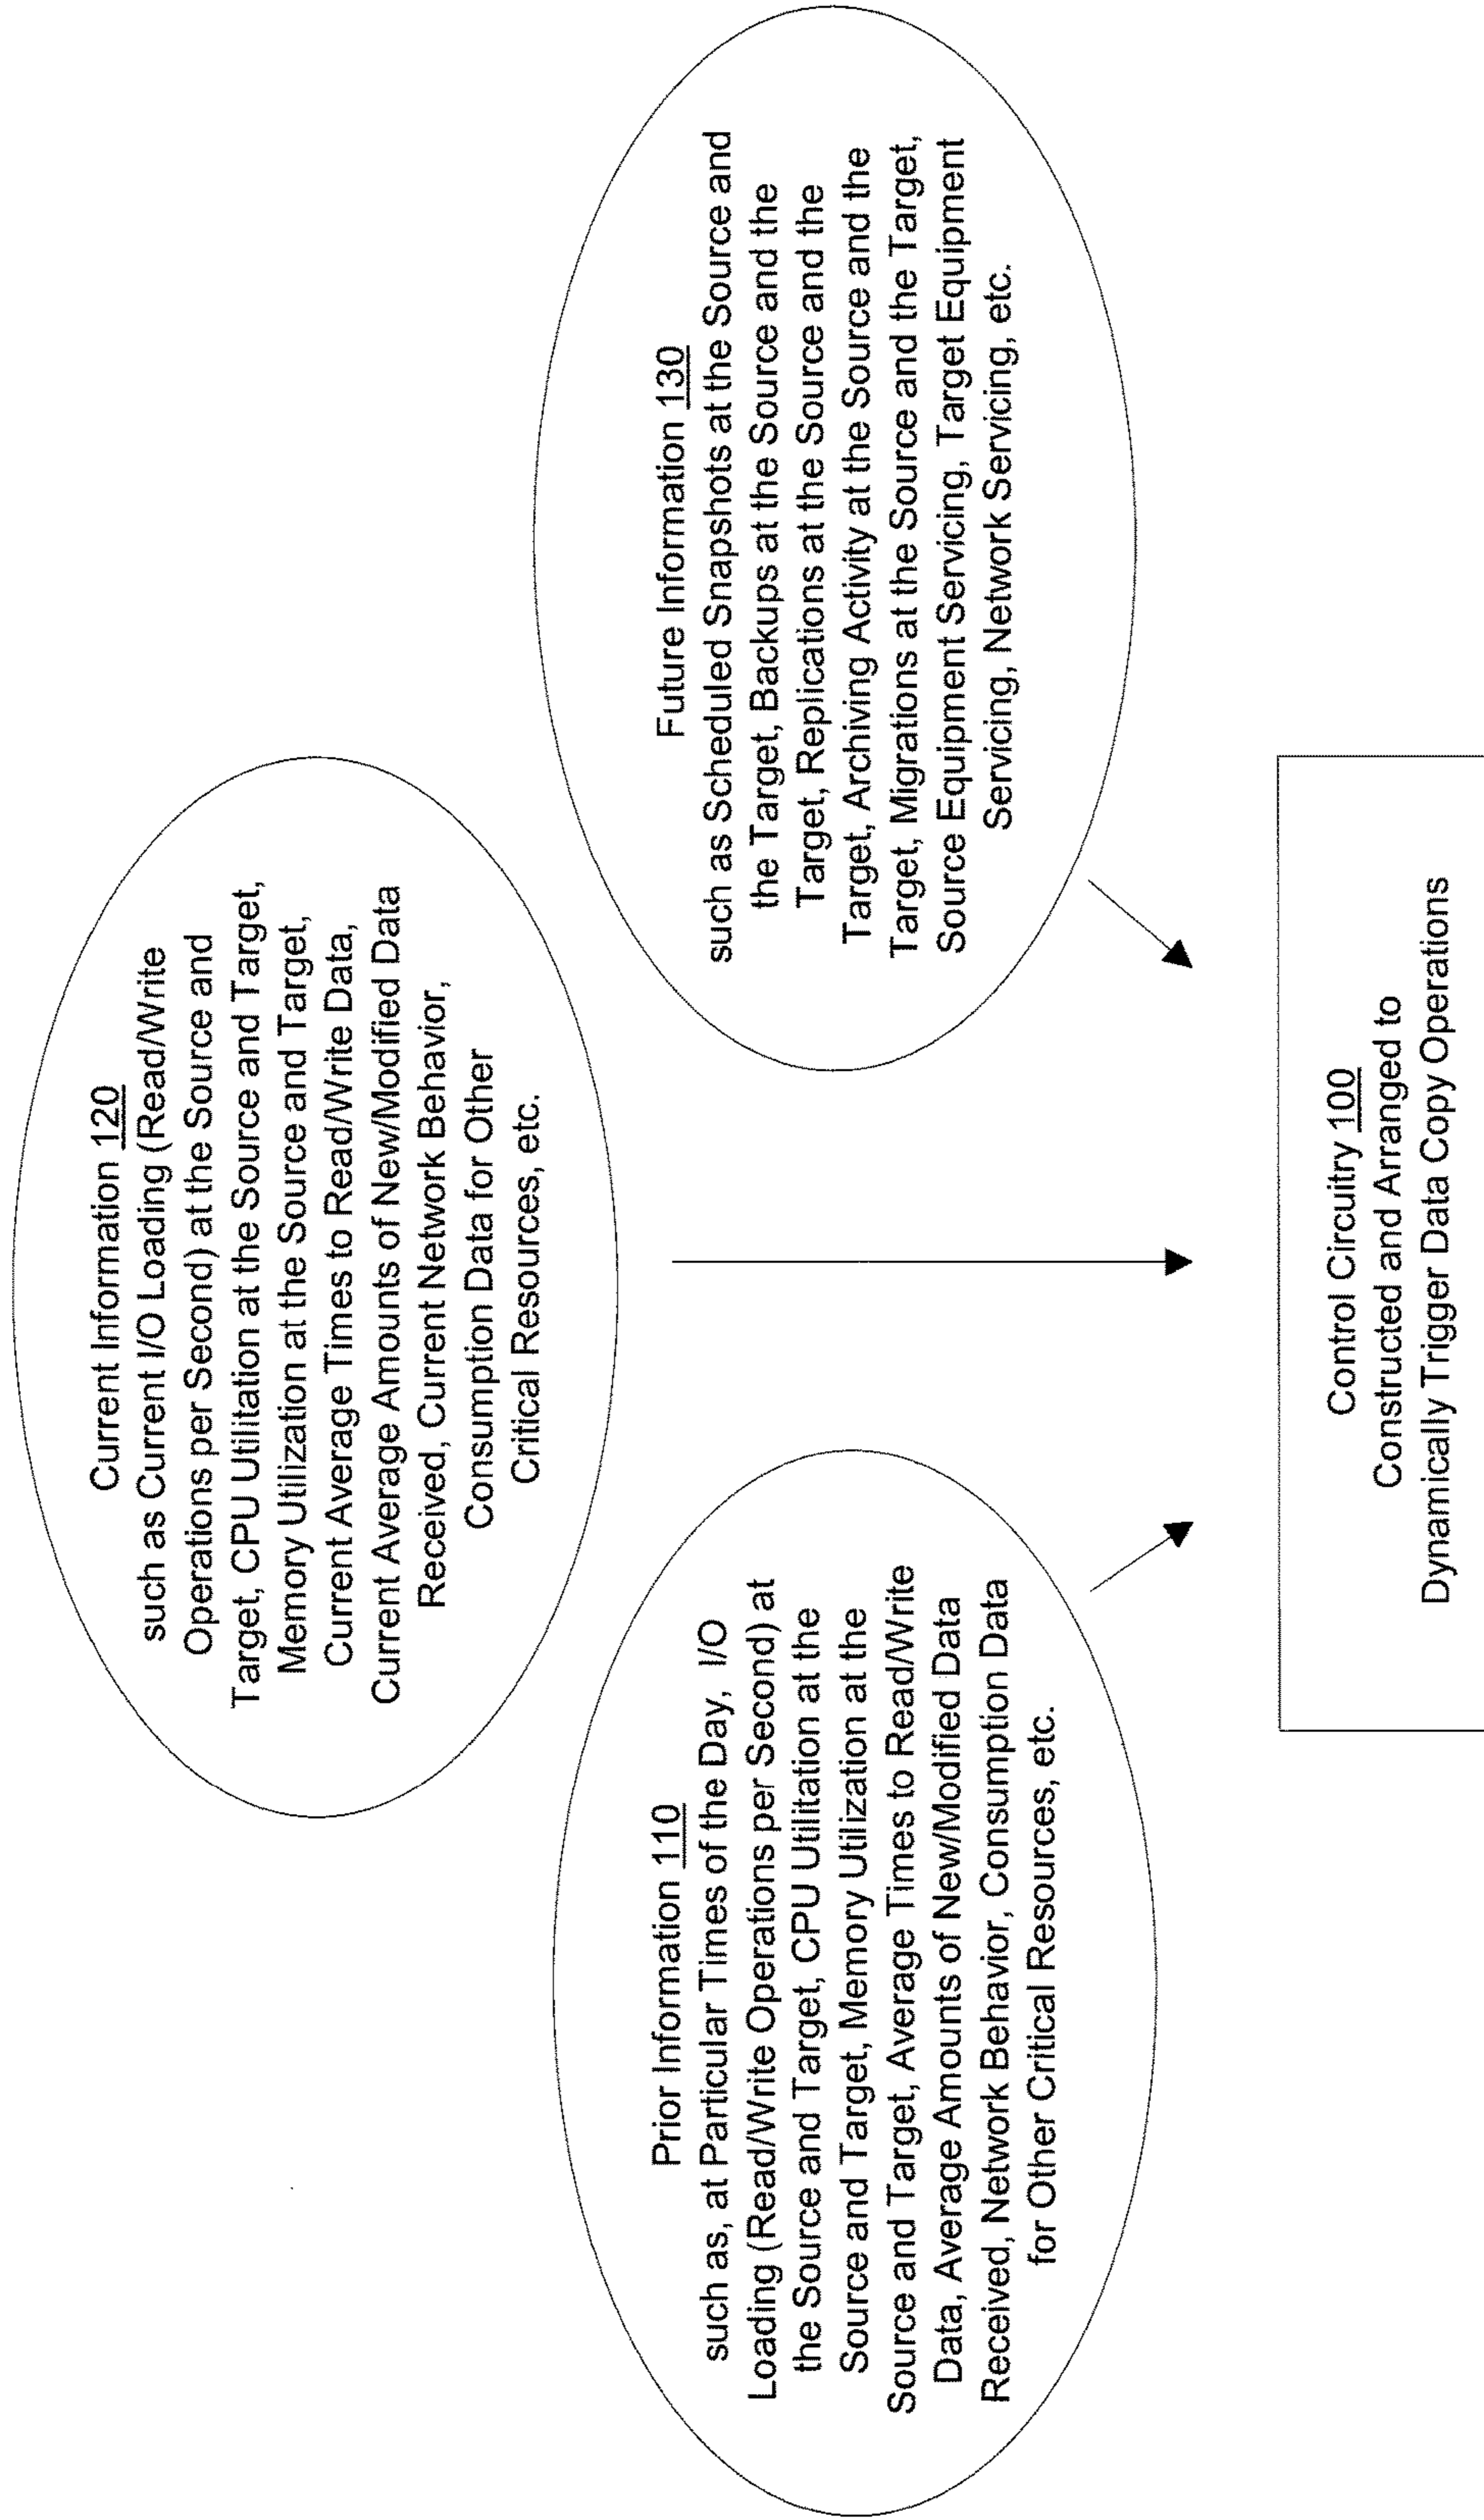 Current Information 120
such as Current I/O Loading (Read/Write
Operations per Second) at the Source and
Target, CPU Utilitation at the Source and Target,
Memory Utilization at the Source and Target,
Current Average Times to Read/Write Data,
Current Average Amounts of New/Modified Data
Received, Current Network Behavior,
Consumption Data for Other
Critical Resources, etc.
Prior Information 110
such as, at Particular Times of the Day, I/O
Loading (Read/Write Operations per Second) at
the Source and Target, CPU Utilitation at the
Source and Target, Memory Utilization at the
Source and Target, Average Times to Read/Write
Data, Average Amounts of New/Modified Data
Received, Network Behavior, Consumption Data
for Other Critical Resources, etc.
Future Information 130
such as Scheduled Snapshots at the Source and
the Target, Backups at the Source and the
Target, Replications at the Source and the
Target, Archiving Activity at the Source and the
Target, Migrations at the Source and the Target,
Source Equipment Servicing, Target Equipment
Servicing, Network Servicing, etc.
Control Circuitry 100
Constructed and Arranged to
Dynamically Trigger Data Copy Operations